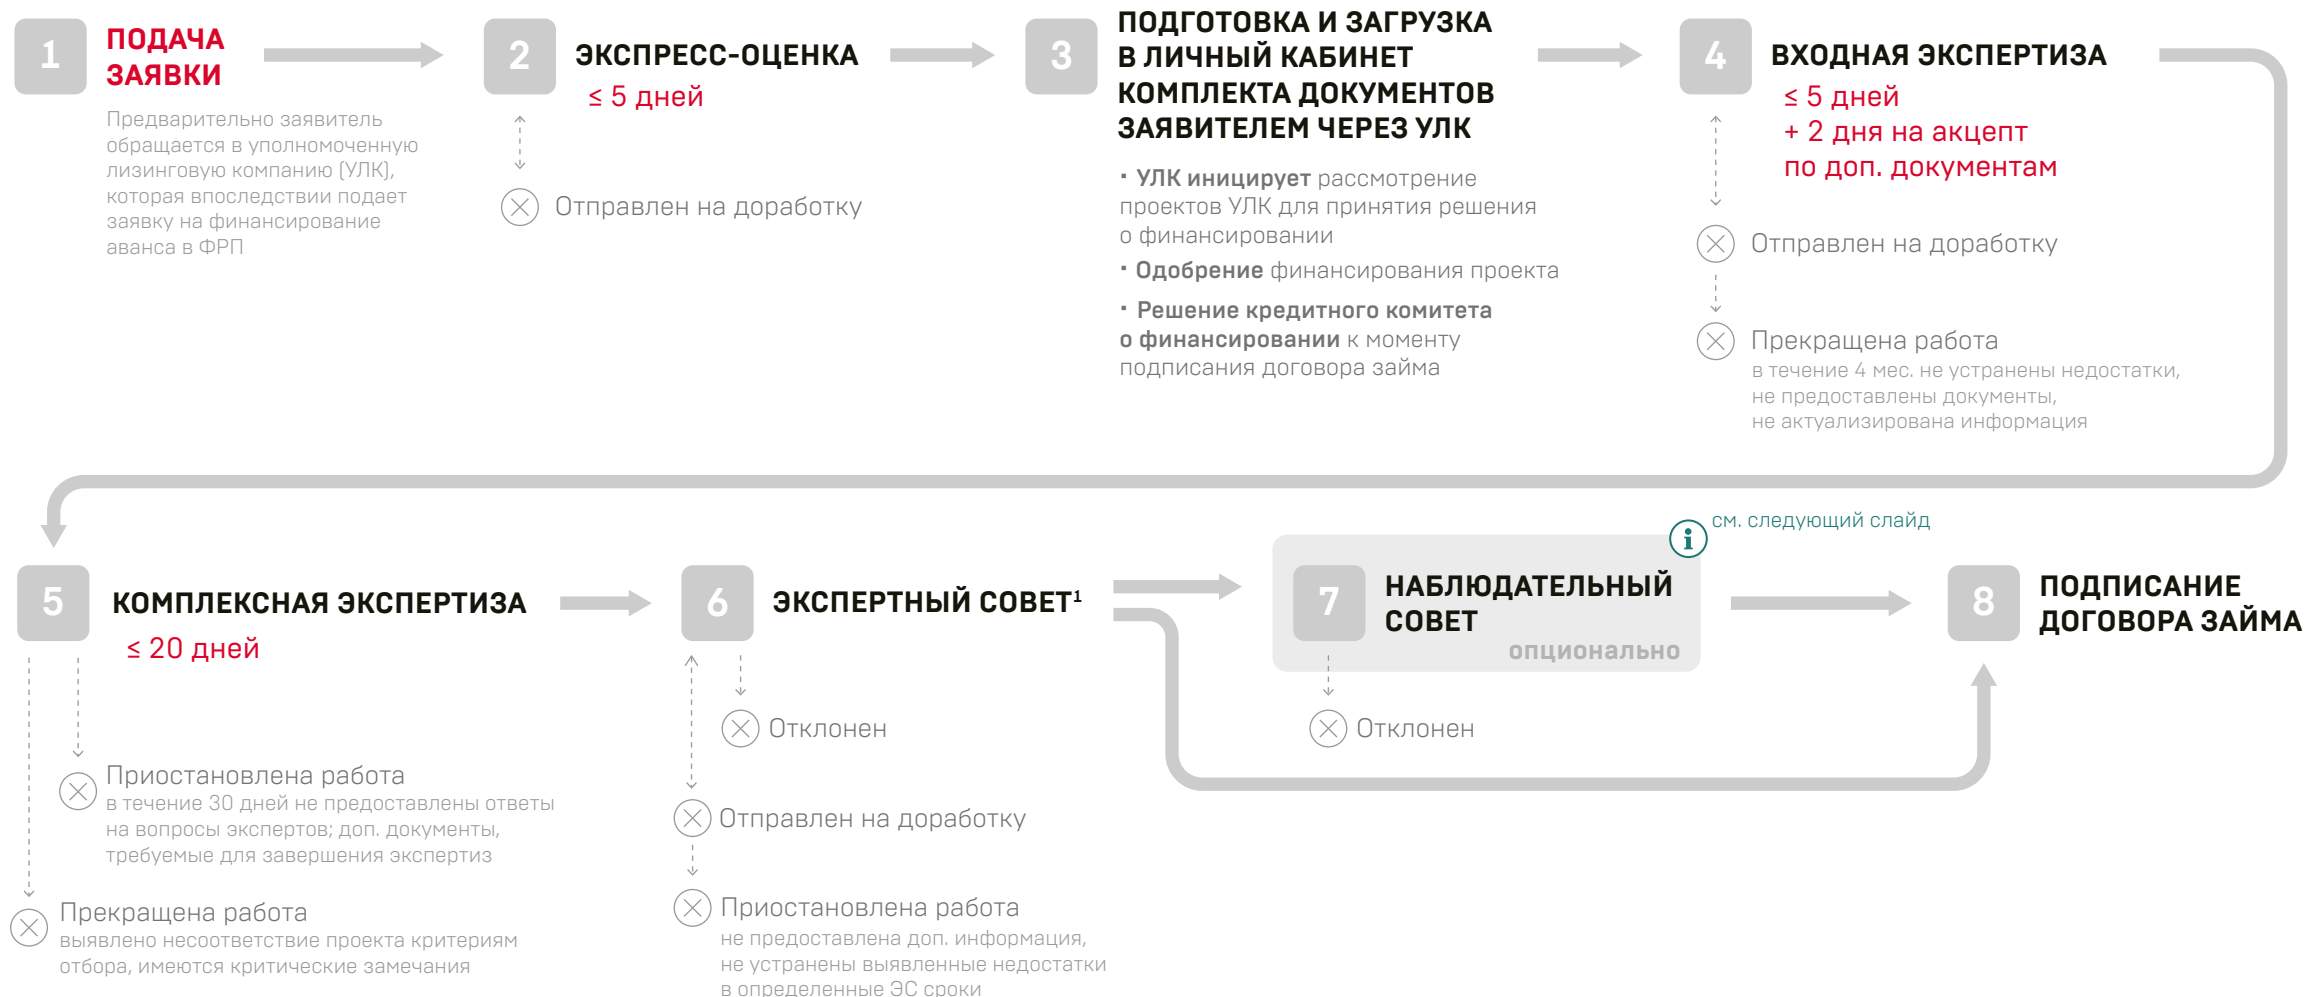 1
ПОДАЧА
ЗАЯВКИ
Предварительно заявитель
обращается в уполномоченную
лизинговую компанию (УЛК),
которая впоследствии подает
заявку на финансирование
аванса в ФРП
2
ЭКСПРЕСС-ОЦЕНКА
≤ 5 дней
Отправлен на доработку
3
ПОДГОТОВКА И ЗАГРУЗКА
В ЛИЧНЫЙ КАБИНЕТ
КОМПЛЕКТА ДОКУМЕНТОВ
ЗАЯВИТЕЛЕМ ЧЕРЕЗ УЛК
· УЛК иницирует рассмотрение
проектов УЛК для принятия решения
о финансировании
· Одобрение финансирования проекта
· Решение кредитного комитета
о финансировании к моменту
подписания договора займа
4
ВХОДНАЯ ЭКСПЕРТИЗА
≤ 5 дней
+ 2 дня на акцепт
по доп. документам
Отправлен на доработку
Прекращена работа
в течение 4 мес. не устранены недостатки,
не предоставлены документы,
не актуализирована информация
5
КОМПЛЕКСНАЯ ЭКСПЕРТИЗА
≤ 20 дней
Приостановлена работа
в течение 30 дней не предоставлены ответы
на вопросы экспертов; доп. документы,
требуемые для завершения экспертиз
Прекращена работа
выявлено несоответствие проекта критериям
отбора, имеются критические замечания
6
ЭКСПЕРТНЫЙ СОВЕТ¹
Отклонен
Отправлен на доработку
Приостановлена работа
не предоставлена доп. информация,
не устранены выявленные недостатки
в определенные ЭС сроки
см. следующий слайд
7
НАБЛЮДАТЕЛЬНЫЙ
СОВЕТ
опционально
Отклонен
8
ПОДПИСАНИЕ
ДОГОВОРА ЗАЙМА